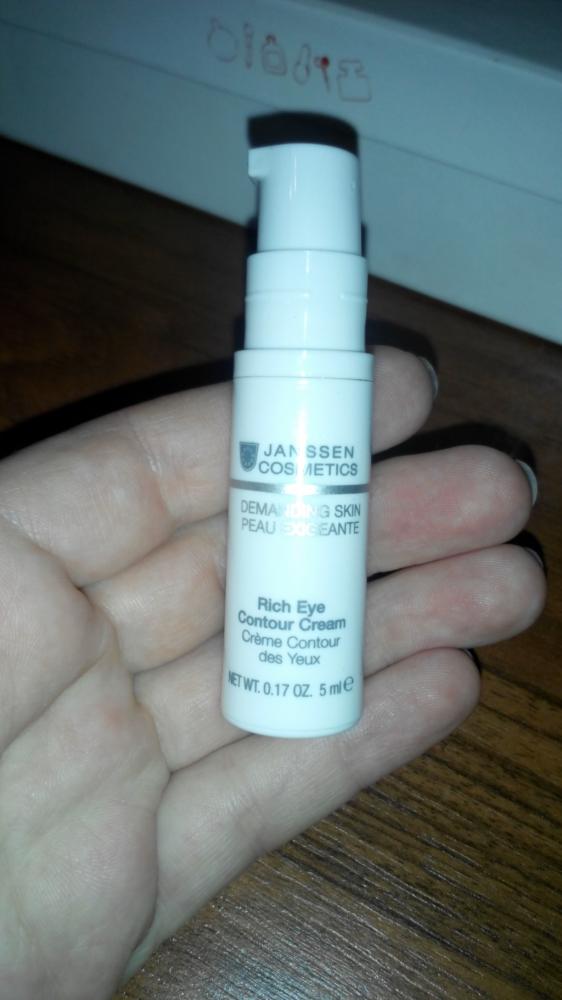 JANSSEN
COSMETICS
DEMANDING SKIN
PEAU EXIGEANTE
Rich Eye
Contour Cream
Crème Contour
des Yeux
NET WT. 0.17 OZ. 5 ml ℮